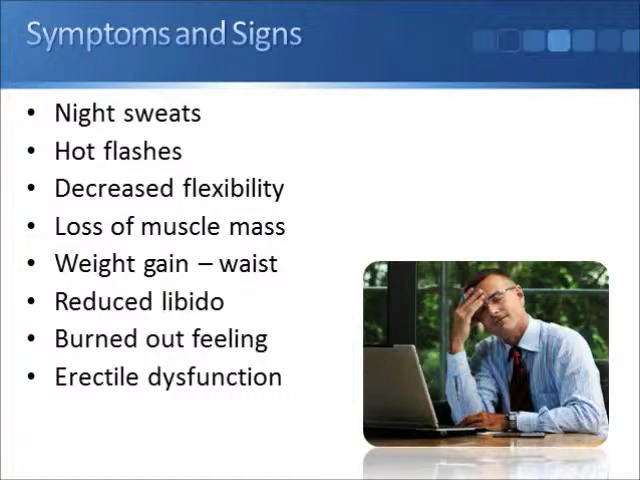 Symptoms and Signs
• Night sweats
• Hot flashes
• Decreased flexibility
• Loss of muscle mass
• Weight gain – waist
• Reduced libido
• Burned out feeling
• Erectile dysfunction